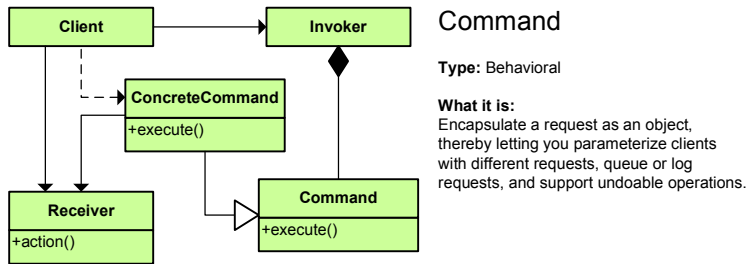 Client
Invoker
ConcreteCommand
+execute()
Receiver
+action()
Command
+execute()
Command
Type: Behavioral
What it is:
Encapsulate a request as an object,
thereby letting you parameterize clients
with different requests, queue or log
requests, and support undoable operations.